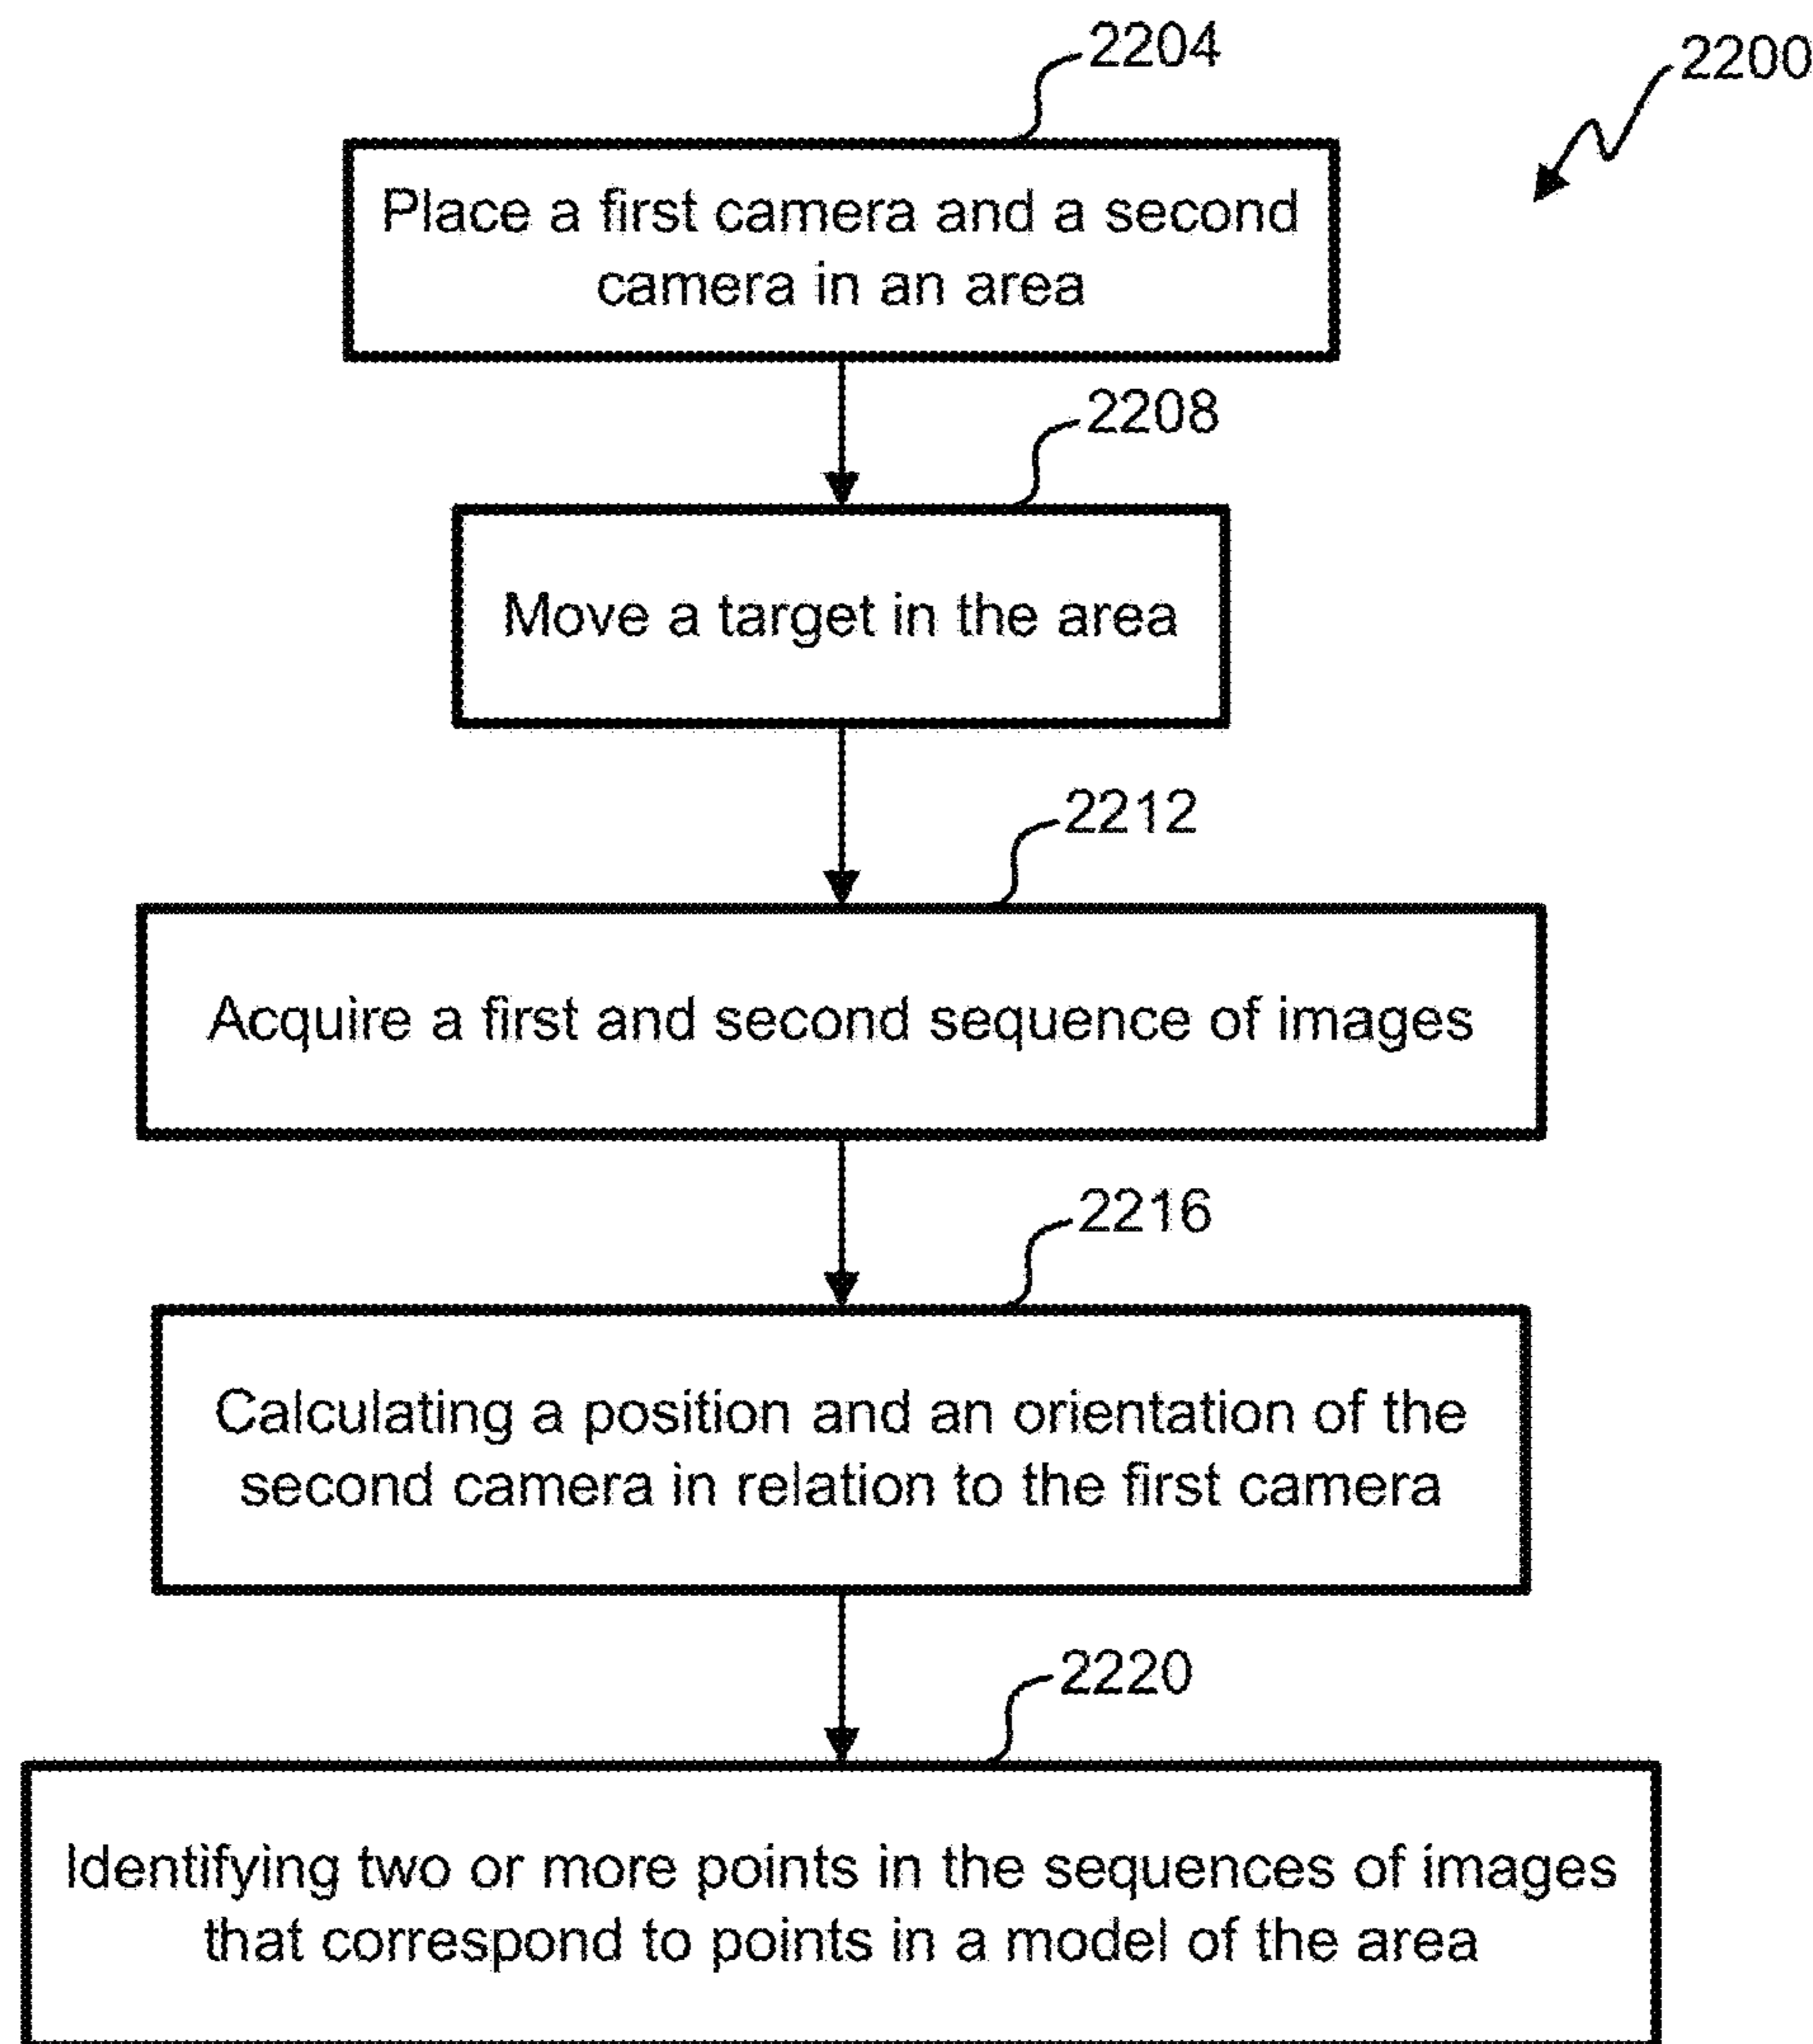 2204
2200
Place a first camera and a second
camera in an area
2208
Move a target in the area
2212
Acquire a first and second sequence of images
2216
Calculating a position and an orientation of the
second camera in relation to the first camera
2220
Identifying two or more points in the sequences of images
that correspond to points in a model of the area